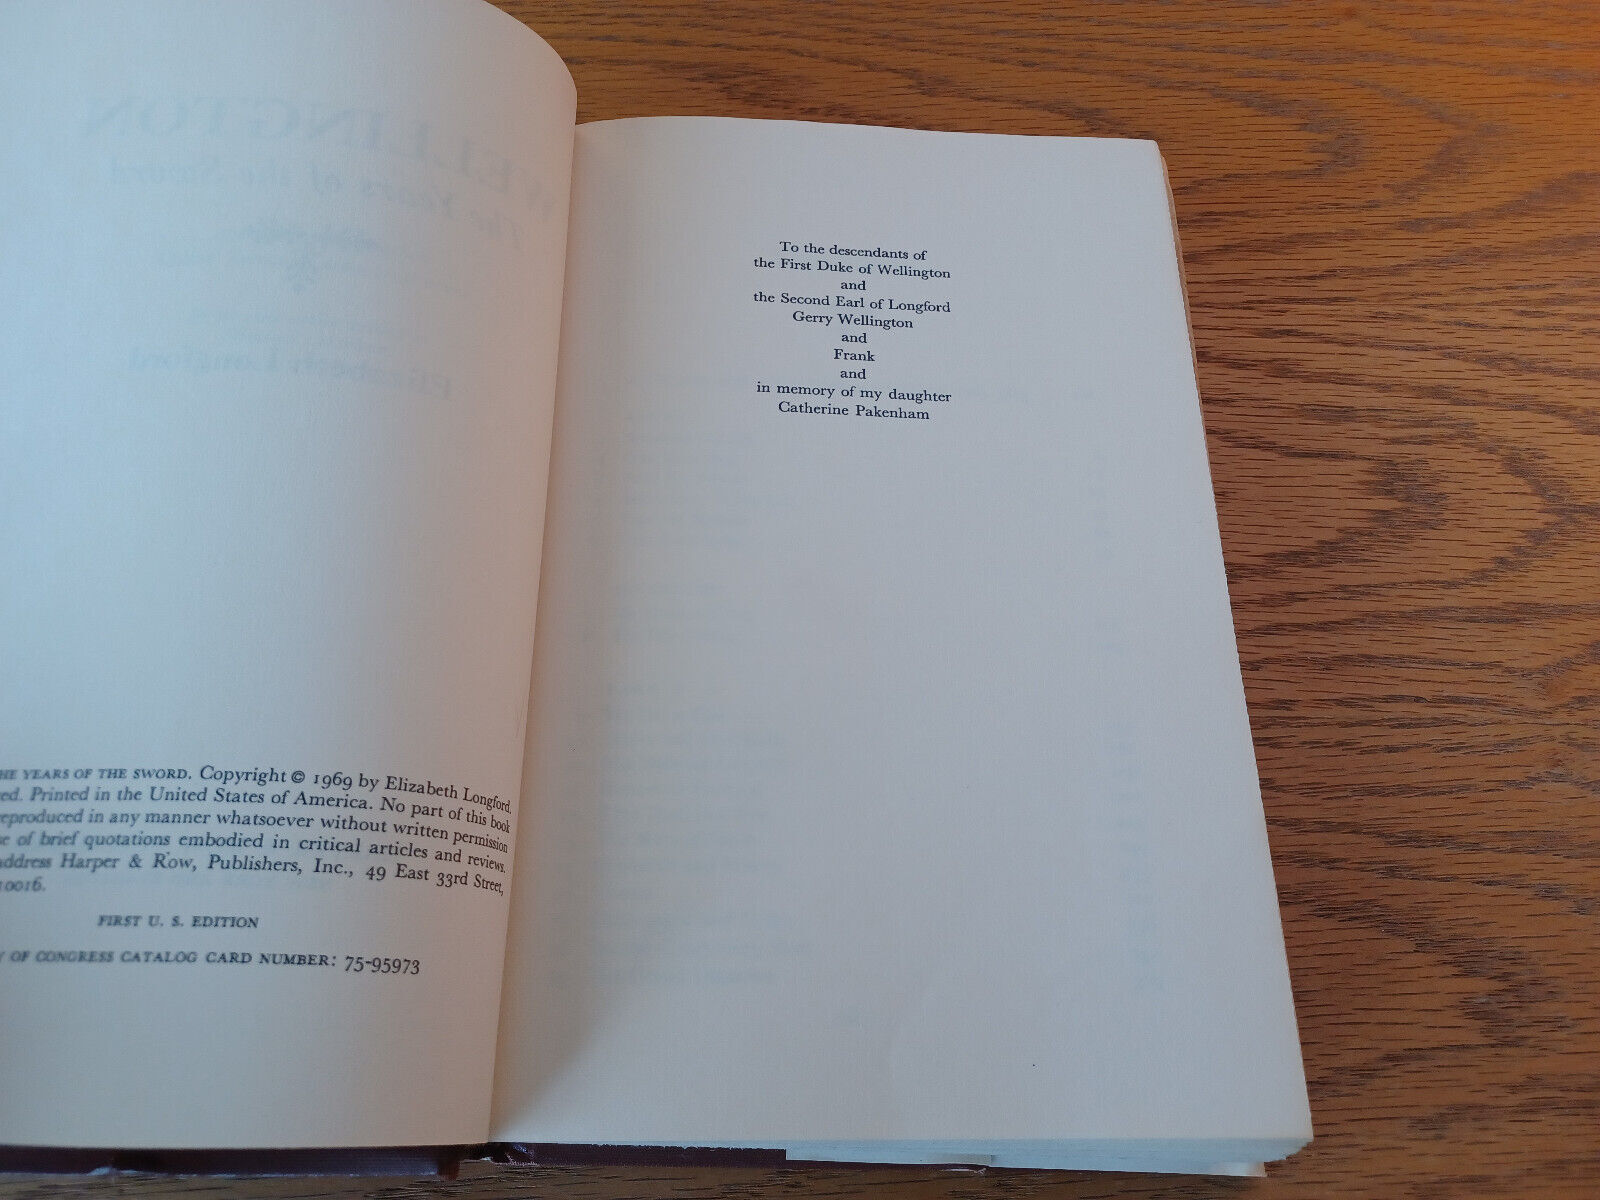 HE YEARS OF THE SWORD. Copyright © 1969 by Elizabeth Longford.
ed. Printed in the United States of America. No part of this book
reproduced in any manner whatsoever without written permission
e of brief quotations embodied in critical articles and reviews.
address Harper & Row, Publishers, Inc., 49 East 33rd Street,
10016.
FIRST U. S. EDITION
Y OF CONGRESS CATALOG CARD NUMBER: 75-95973
To the descendants of
the First Duke of Wellington
and
the Second Earl of Longford
Gerry Wellington
and
Frank
and
in memory of my daughter
Catherine Pakenham